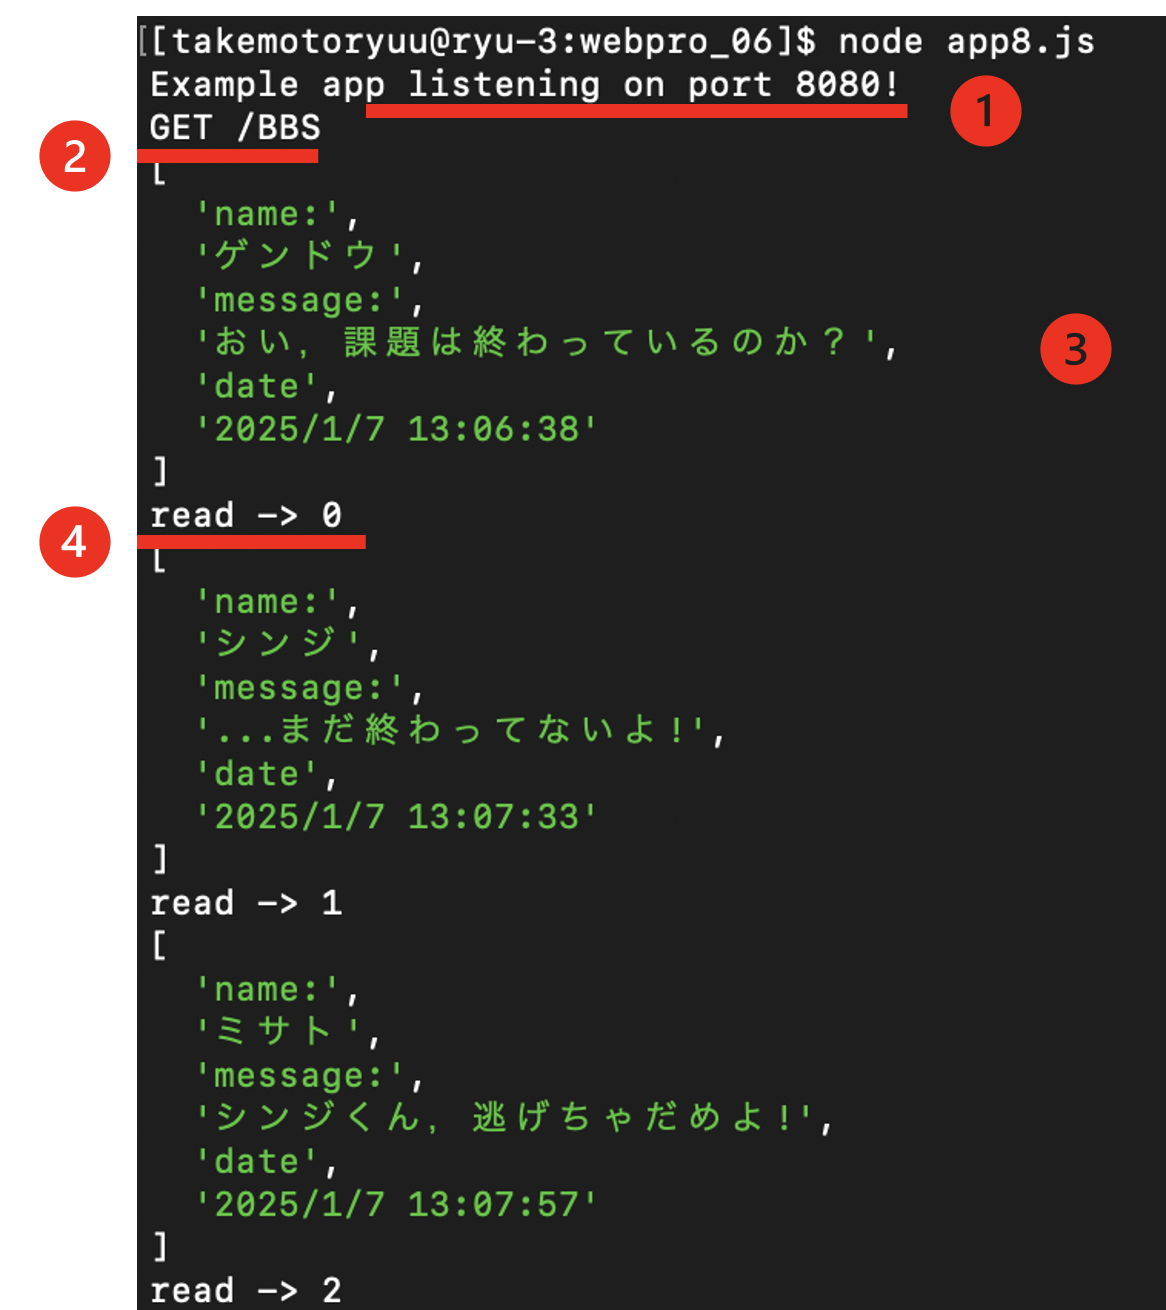 [[takemotoryuu@ryu-3:webpro_06]$ node app8.js
Example app listening on port 8080!
1
GET /BBS
2
[
'name:',
'ゲンドウ',
'message:',
'おい，課題は終わっているのか？',
3
'date',
'2025/1/7 13:06:38'
]
read -> 0
4
[
'name:',
'シンジ',
'message:',
'...まだ終わってないよ!',
'date',
'2025/1/7 13:07:33'
]
read -> 1
[
'name:',
'ミサト',
'message:',
'シンジくん，逃げちゃだめよ!',
'date',
'2025/1/7 13:07:57'
]
read -> 2